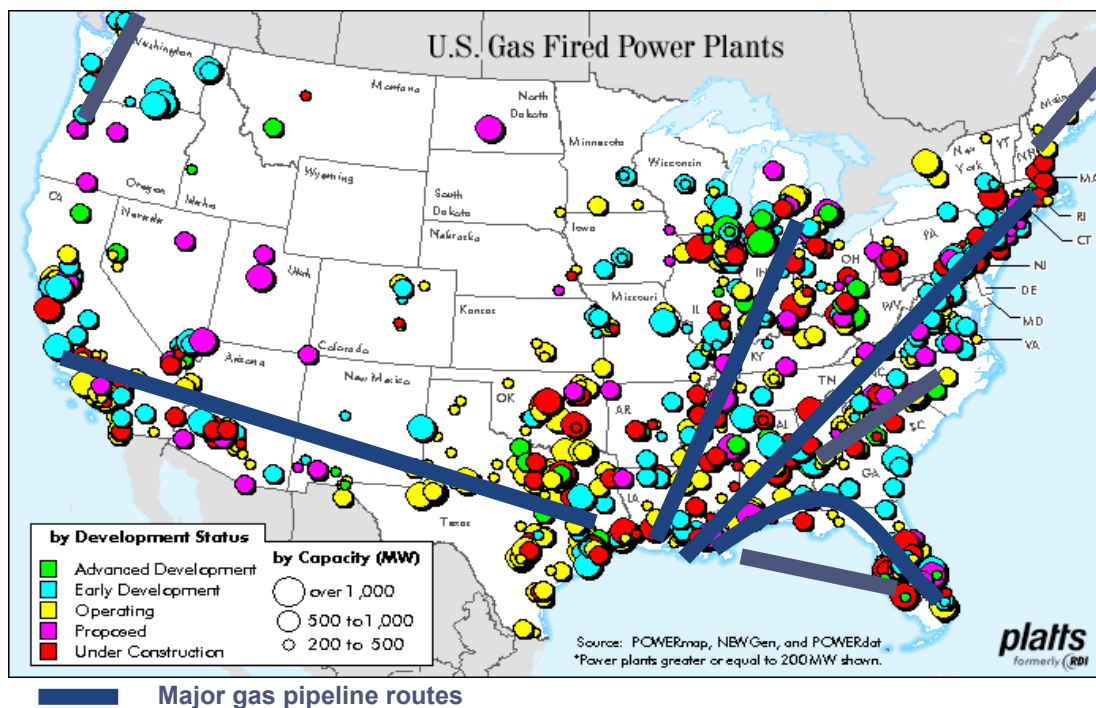 U.S. Gas Fired Power Plants
Washington
Montana
North
Dakota
Minnesota
Maine
VT
NH
New
York
MA
RI
CT
Oregon
Idaho
Wyoming
South
Dakota
Wisconsin
CA
Nevada
Utah
Nebraska
Iowa
PA
OH
IN
IL
NJ
DE
MD
WV
VA
Colorado
Kansas
Missouri
KY
Arizona
New Mexico
OK
AR
TN
NC
SC
AL
GA
LA
Texas
by Development Status
Advanced Development
Early Development
Operating
Proposed
Under Construction
by Capacity (MW)
over 1,000
500 to 1,000
200 to 500
Source: POWERmap, NEWGen, and POWERdat
*Power plants greater or equal to 200 MW shown.
platts
formerly RDI
Major gas pipeline routes